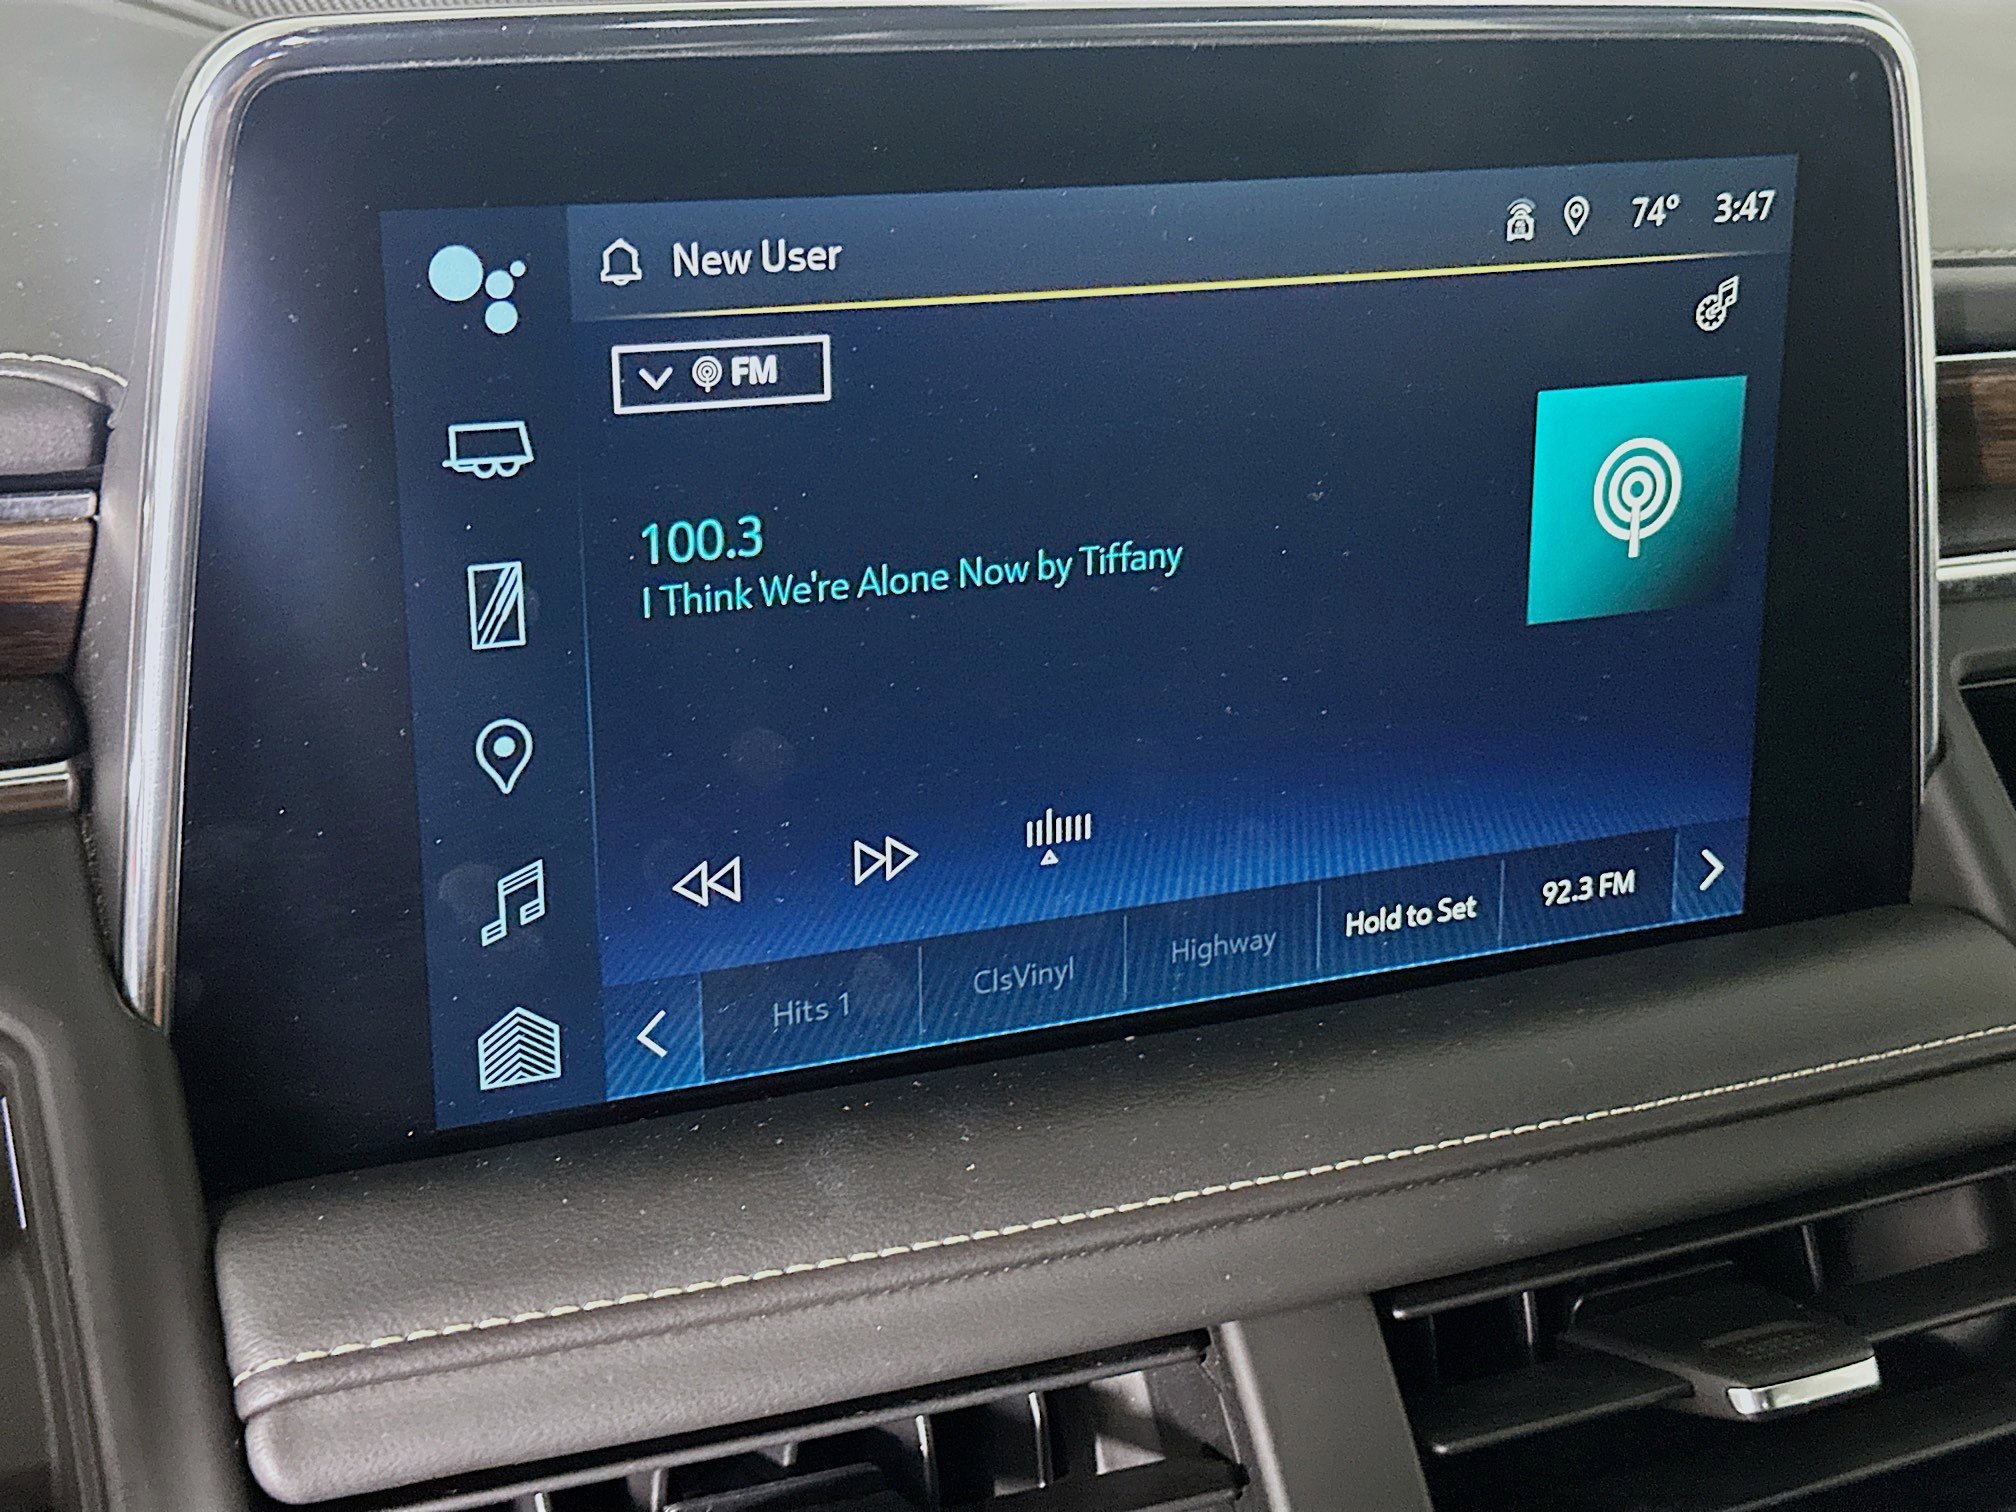 New User
74° 3:47
FM
100.3
I Think We're Alone Now by Tiffany
Hits 1
ClsVinyl
Highway
Hold to Set
92.3 FM